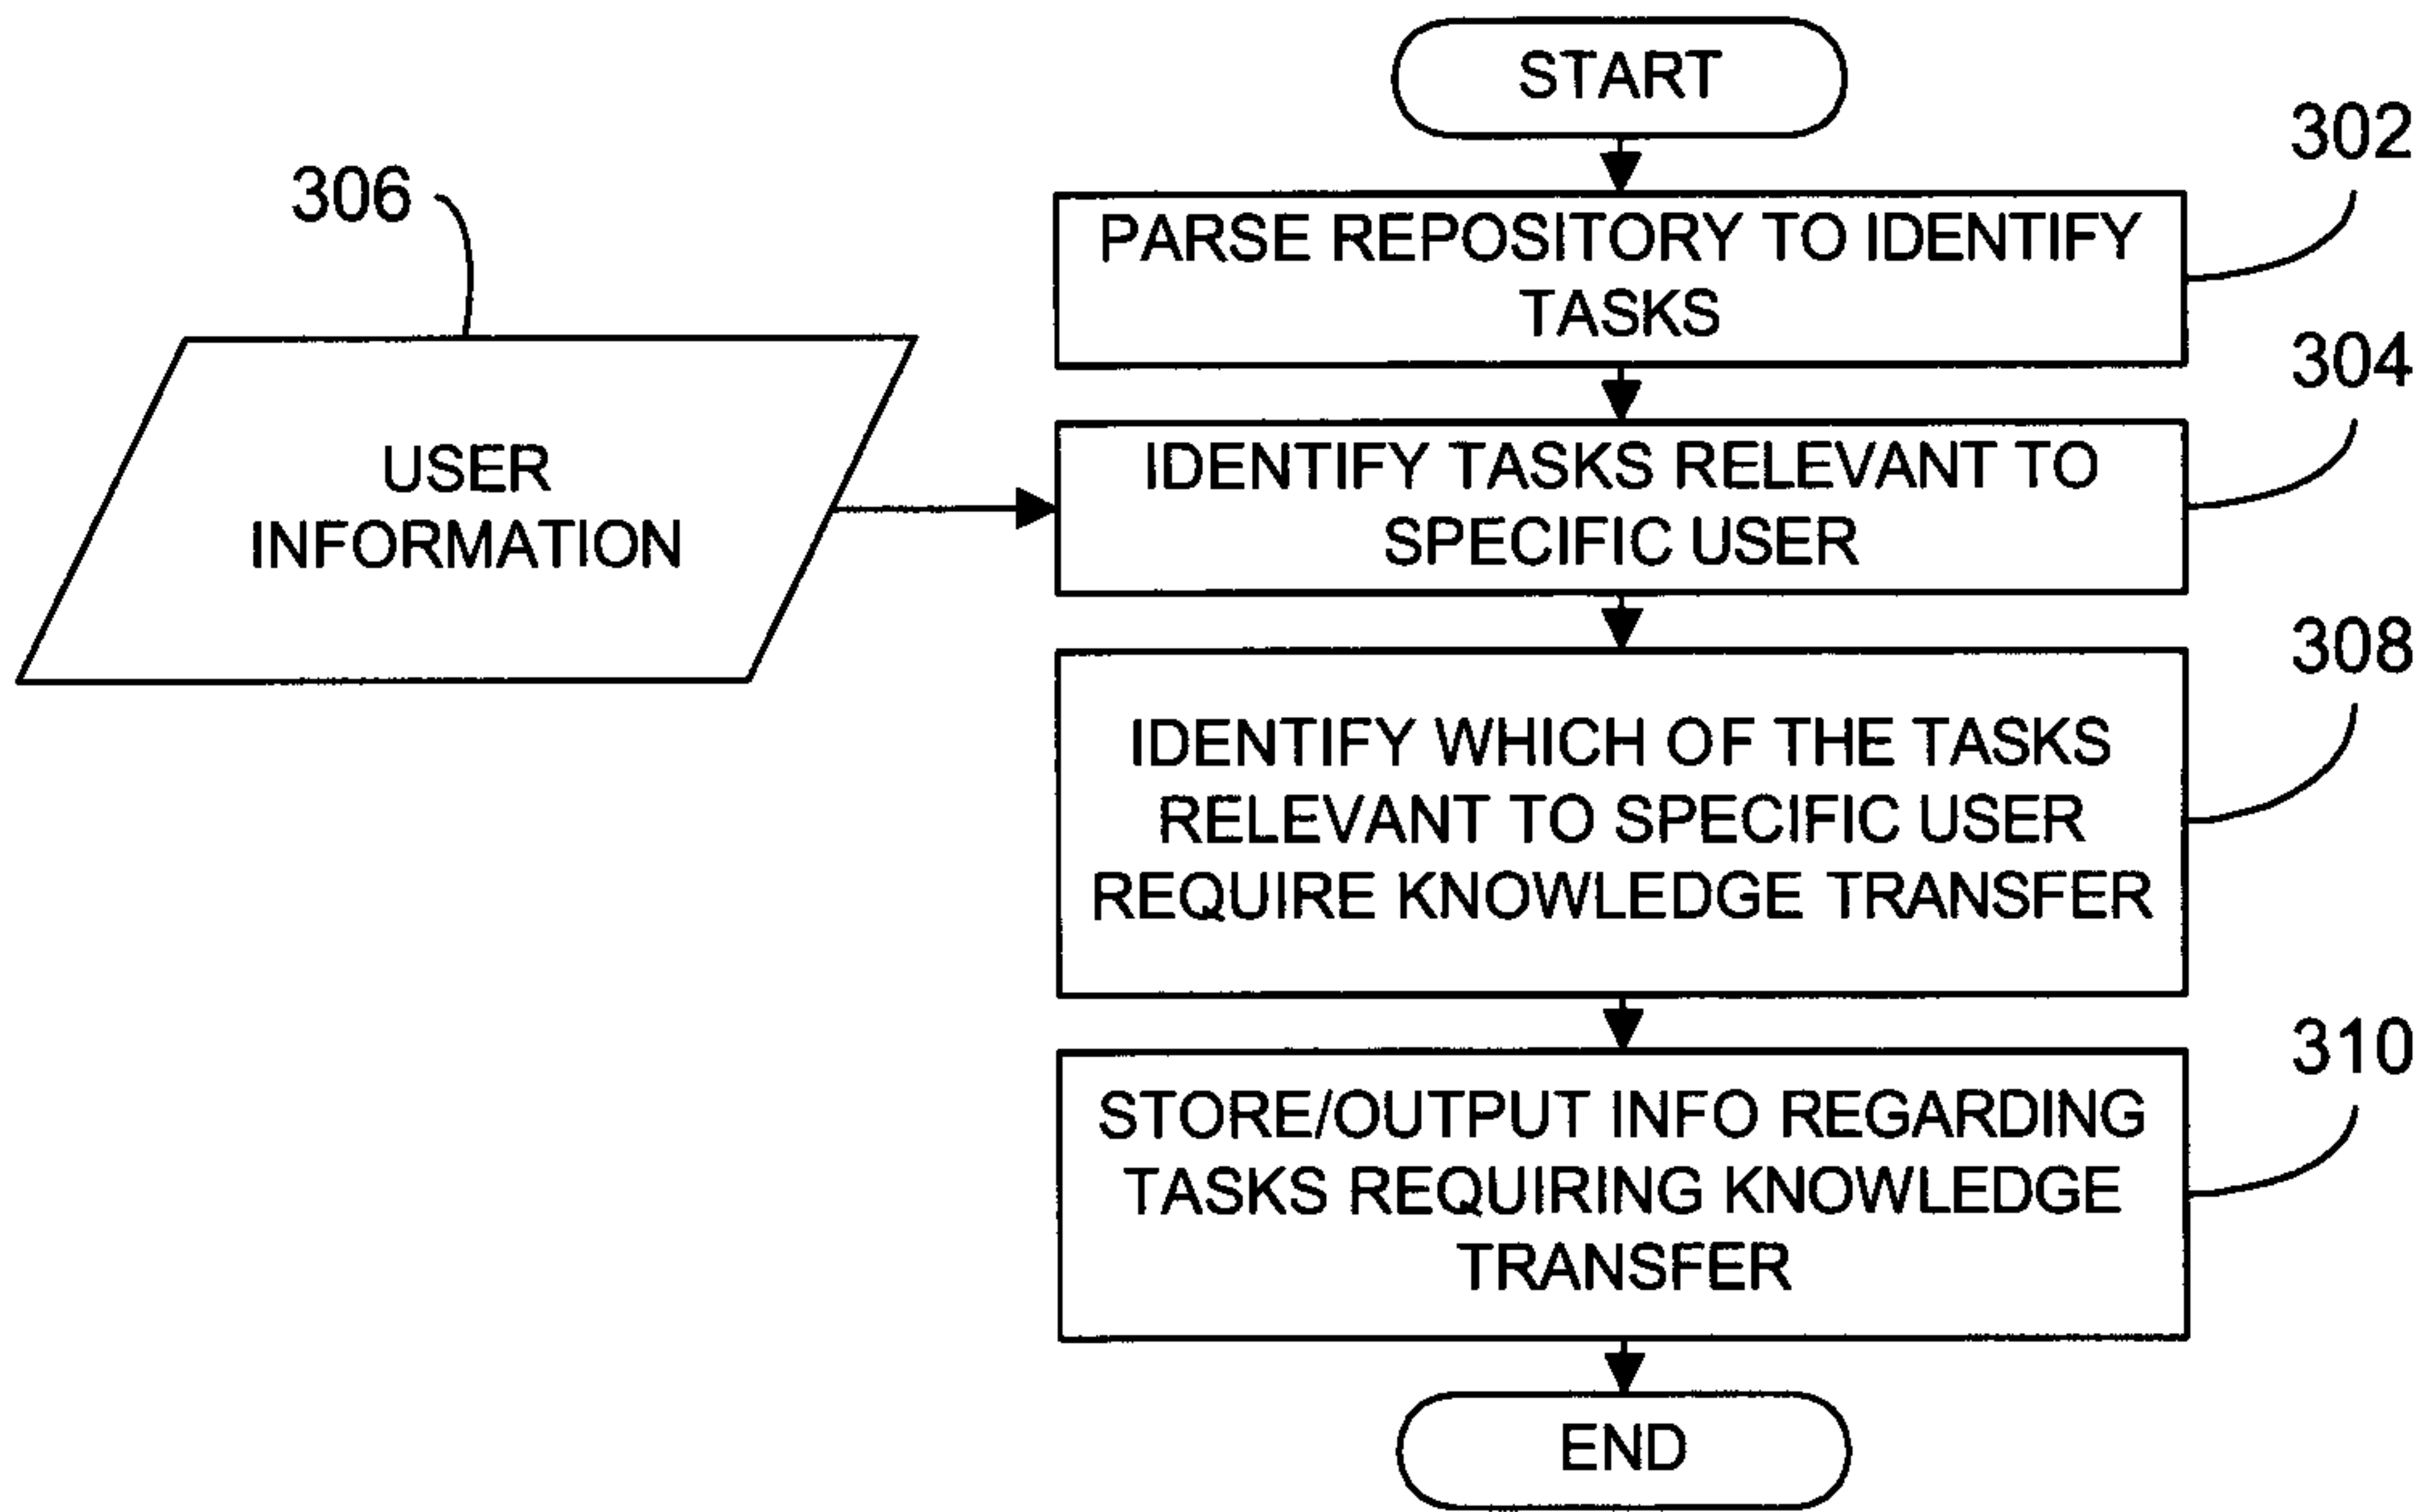 START
302
PARSE REPOSITORY TO IDENTIFY
TASKS
306
USER
INFORMATION
304
IDENTIFY TASKS RELEVANT TO
SPECIFIC USER
308
IDENTIFY WHICH OF THE TASKS
RELEVANT TO SPECIFIC USER
REQUIRE KNOWLEDGE TRANSFER
310
STORE/OUTPUT INFO REGARDING
TASKS REQUIRING KNOWLEDGE
TRANSFER
END